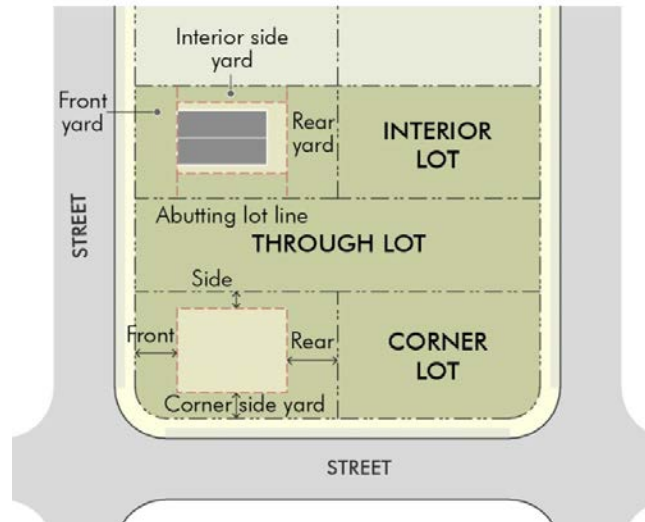 Interior side
yard
Front
yard
Rear
yard
INTERIOR
LOT
STREET
Abutting lot line
THROUGH LOT
Side
Front
Rear
CORNER
LOT
Corner side yard
STREET